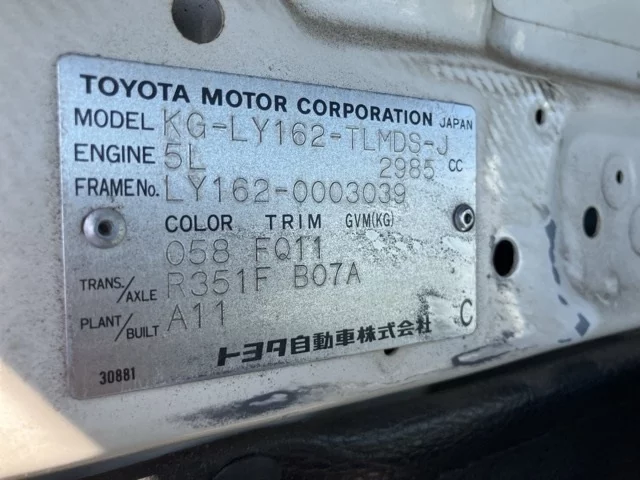 TOYOTA MOTOR CORPORATION JAPAN
MODEL KG-LY162-TLMDS-J
ENGINE 5L 2985 CC
FRAME No. LY162-0003039
COLOR TRIM GVM(KG)
058 FQ11
TRANS./AXLE R351F B07A
PLANT/BUILT A11 C
トヨタ自動車株式会社
30881